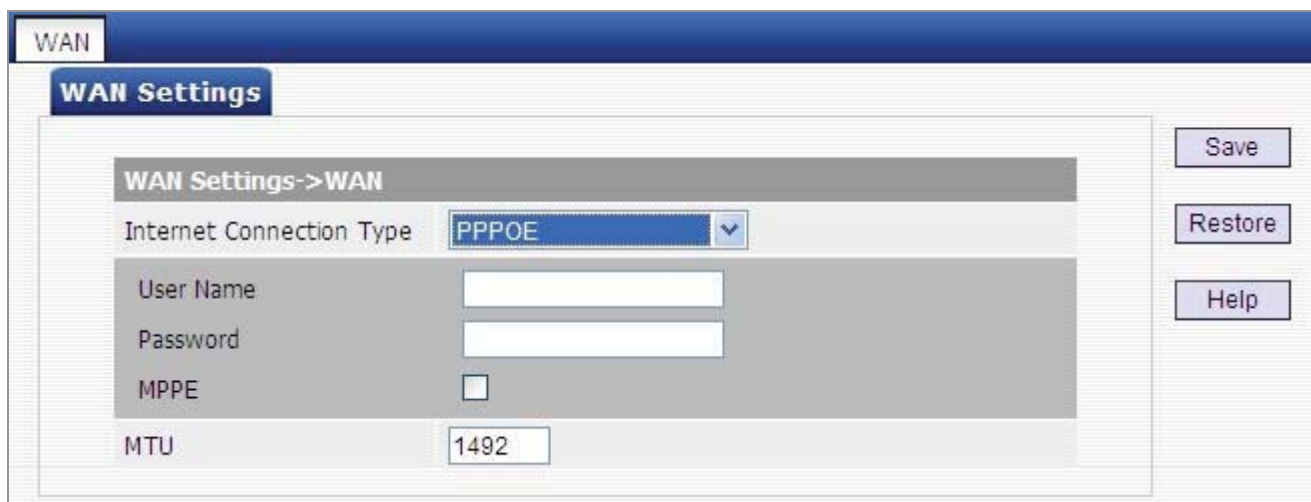 WAN
WAN Settings
WAN Settings->WAN
Internet Connection Type PPPOE
User Name
Password
MPPE
MTU 1492
Save
Restore
Help